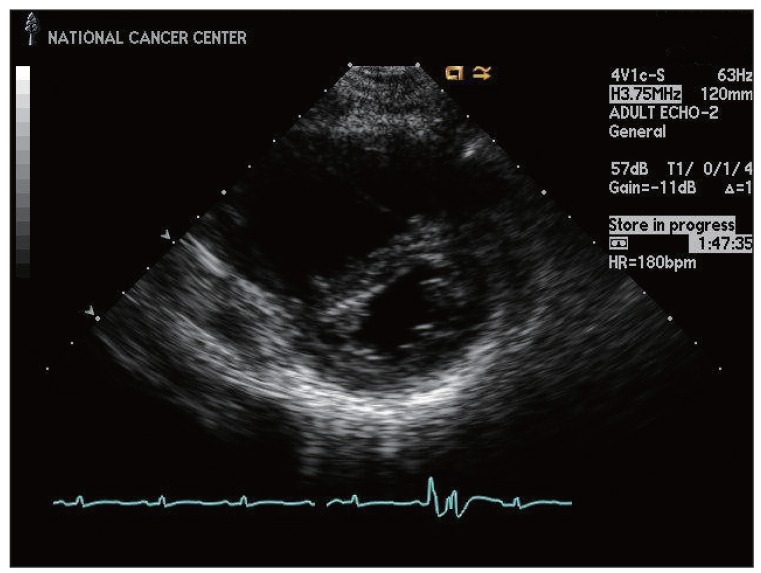 NATIONAL CANCER CENTER
4V1c-S 63Hz
H3.75MHz 120mm
ADULT ECHO-2
General
57dB T1/ 0/1/4
Gain=-11dB Δ=1
Store in progress
1:47:35
HR=180bpm